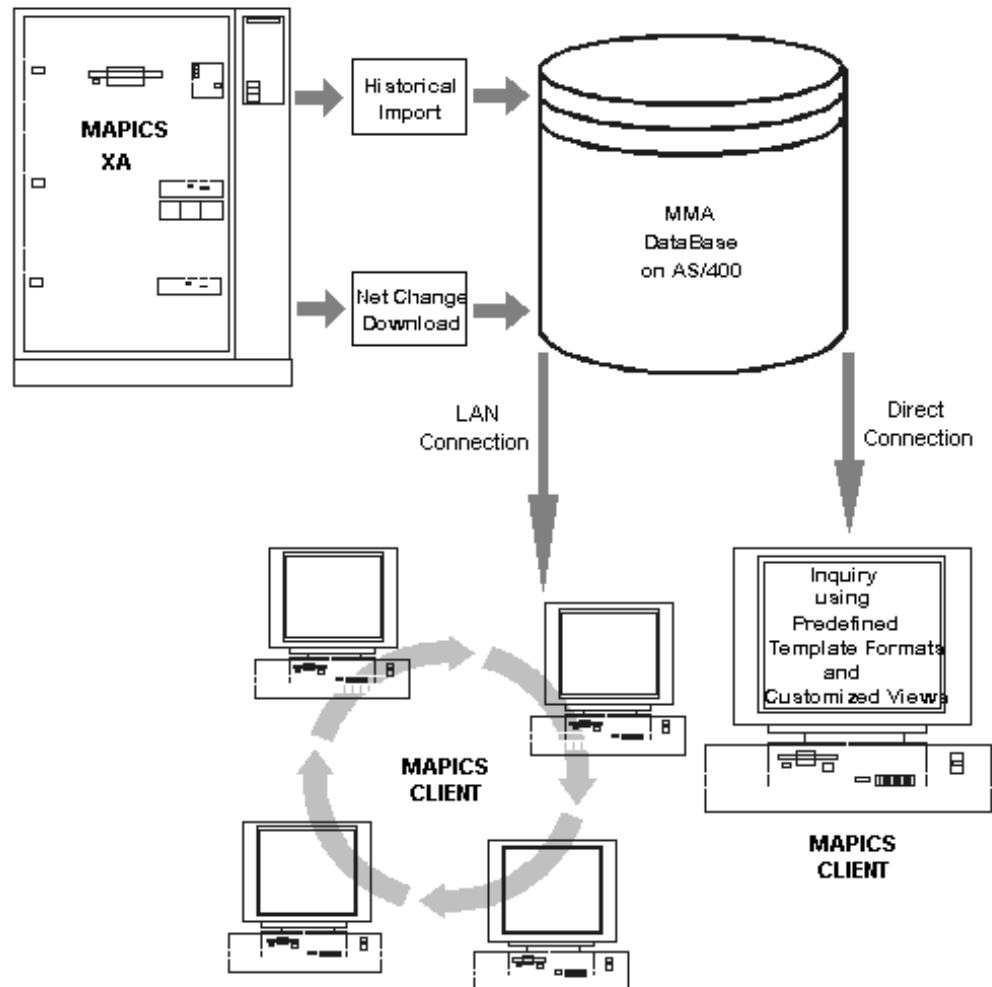 MAPICS
XA
Historical
Import
Net Change
Download
MMA
DataBase
on AS/400
LAN
Connection
Direct
Connection
Inquiry
using
Predefined
Template Formats
and
Customized Views
MAPICS
CLIENT
MAPICS
CLIENT